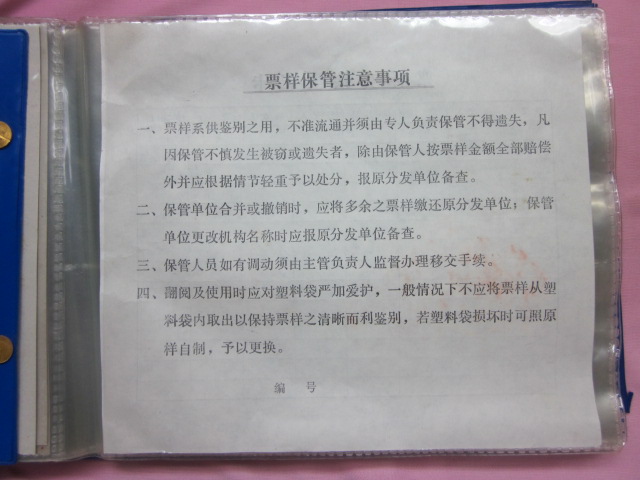 票样保管注意事项
一、票样系供鉴别之用，不准流通并须由专人负责保管不得遗失，凡
因保管不慎发生被窃或遗失者，除由保管人按票样金额全部赔偿
外并应根据情节轻重予以处分，报原分发单位备查。
二、保管单位合并或撤销时，应将多余之票样缴还原分发单位；保管
单位更改机构名称时应报原分发单位备查。
三、保管人员如有调动须由主管负责人监督办理移交手续。
四、翻阅及使用时应对塑料袋严加爱护，一般情况下不应将票样从塑
料袋内取出以保持票样之清晰而利鉴别，若塑料袋损坏时可照原
样自制，予以更换。
编 号